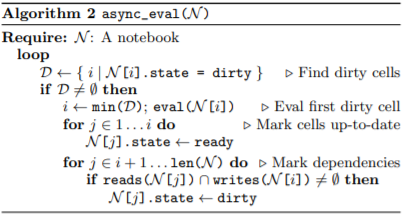 Algorithm 2 async_eval(𝒩)
Require: 𝒩: A notebook
loop
𝒟 ← { i | 𝒩[i].state = dirty } ▷ Find dirty cells
if 𝒟 ≠ ∅ then
i ← min(𝒟); eval(𝒩[i]) ▷ Eval first dirty cell
for j ∈ 1...i do ▷ Mark cells up-to-date
𝒩[j].state ← ready
for j ∈ i + 1...len(𝒩) do ▷ Mark dependencies
if reads(𝒩[j]) ∩ writes(𝒩[i]) ≠ ∅ then
𝒩[j].state ← dirty